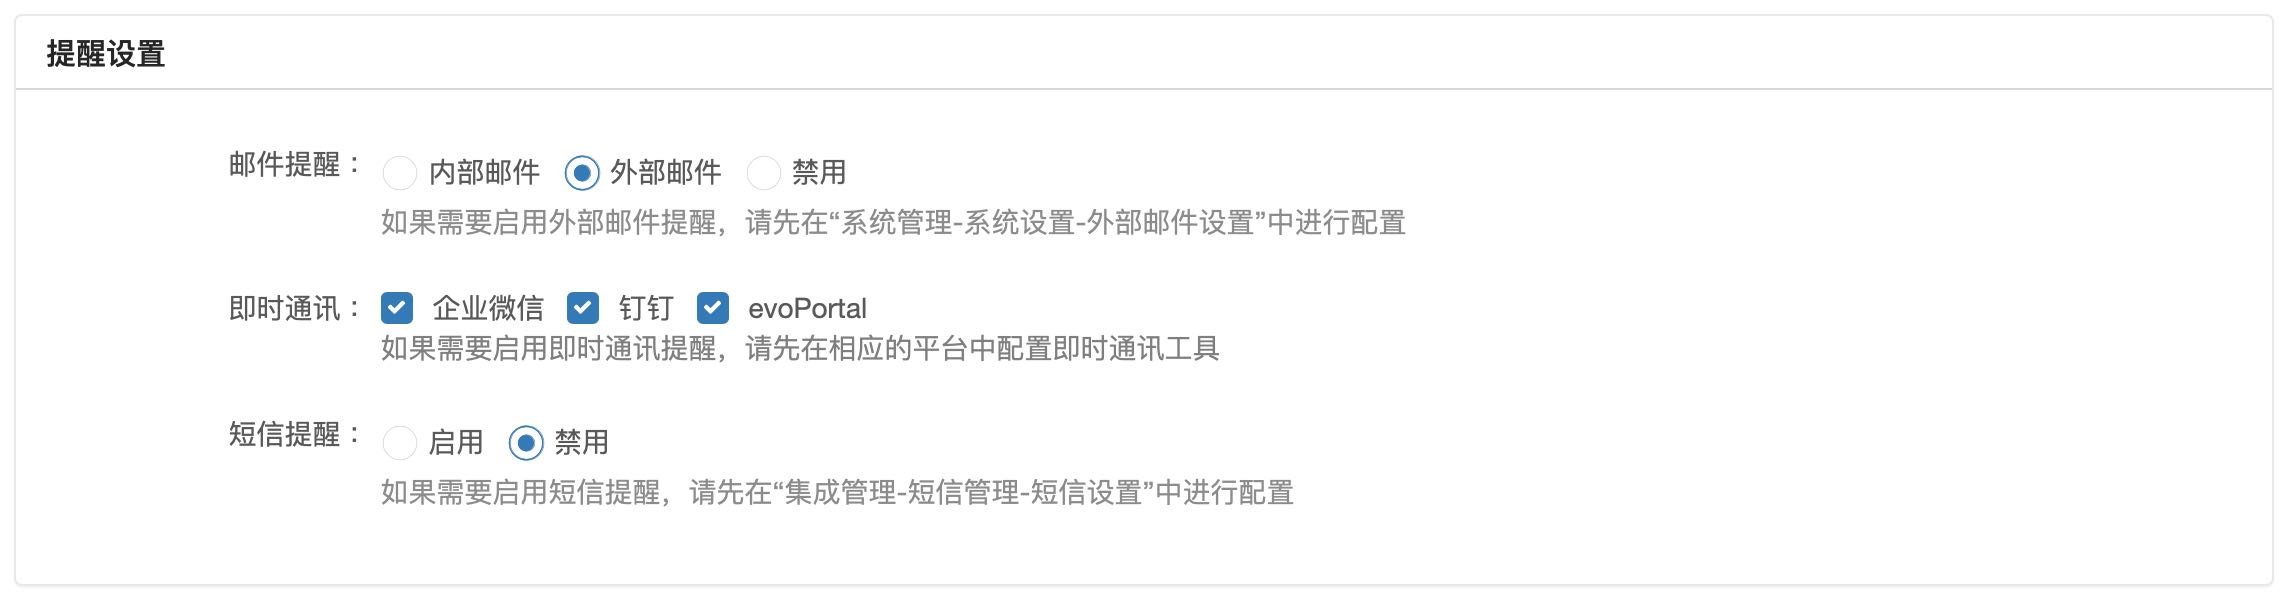 提醒设置
邮件提醒： 内部邮件 外部邮件 禁用
如果需要启用外部邮件提醒，请先在“系统管理-系统设置-外部邮件设置”中进行配置
即时通讯： 企业微信 钉钉 evoPortal
如果需要启用即时通讯提醒，请先在相应的平台中配置即时通讯工具
短信提醒： 启用 禁用
如果需要启用短信提醒，请先在“集成管理-短信管理-短信设置”中进行配置